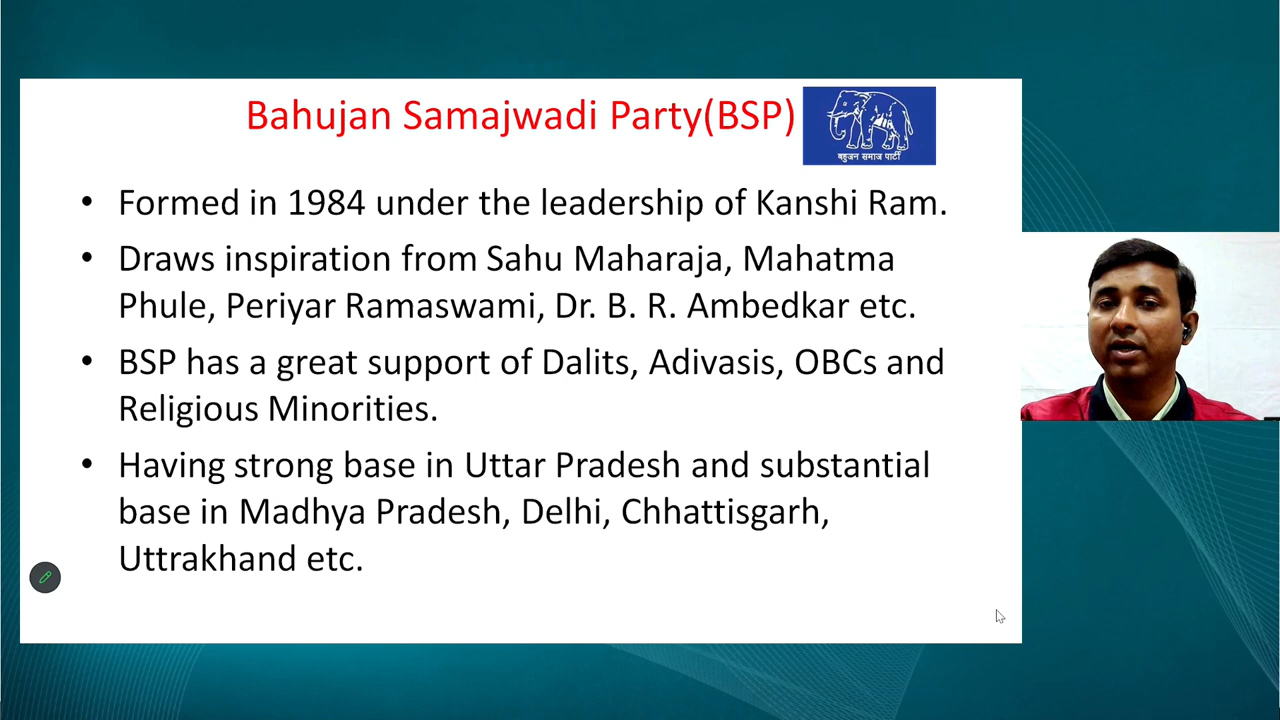 Bahujan Samajwadi Party(BSP)
बहुजन समाज पार्टी
• Formed in 1984 under the leadership of Kanshi Ram.
• Draws inspiration from Sahu Maharaja, Mahatma
Phule, Periyar Ramaswami, Dr. B. R. Ambedkar etc.
• BSP has a great support of Dalits, Adivasis, OBCs and
Religious Minorities.
• Having strong base in Uttar Pradesh and substantial
base in Madhya Pradesh, Delhi, Chhattisgarh,
Uttrakhand etc.